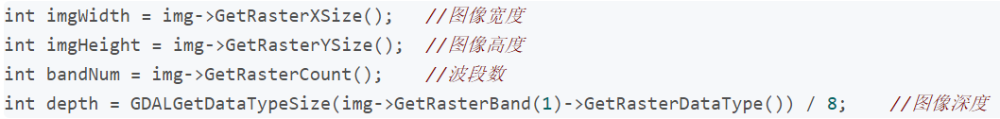 int imgWidth = img->GetRasterXSize();   //图像宽度
int imgHeight = img->GetRasterYSize();  //图像高度
int bandNum = img->GetRasterCount();    //波段数
int depth = GDALGetDataTypeSize(img->GetRasterBand(1)->GetRasterDataType()) / 8;    //图像深度